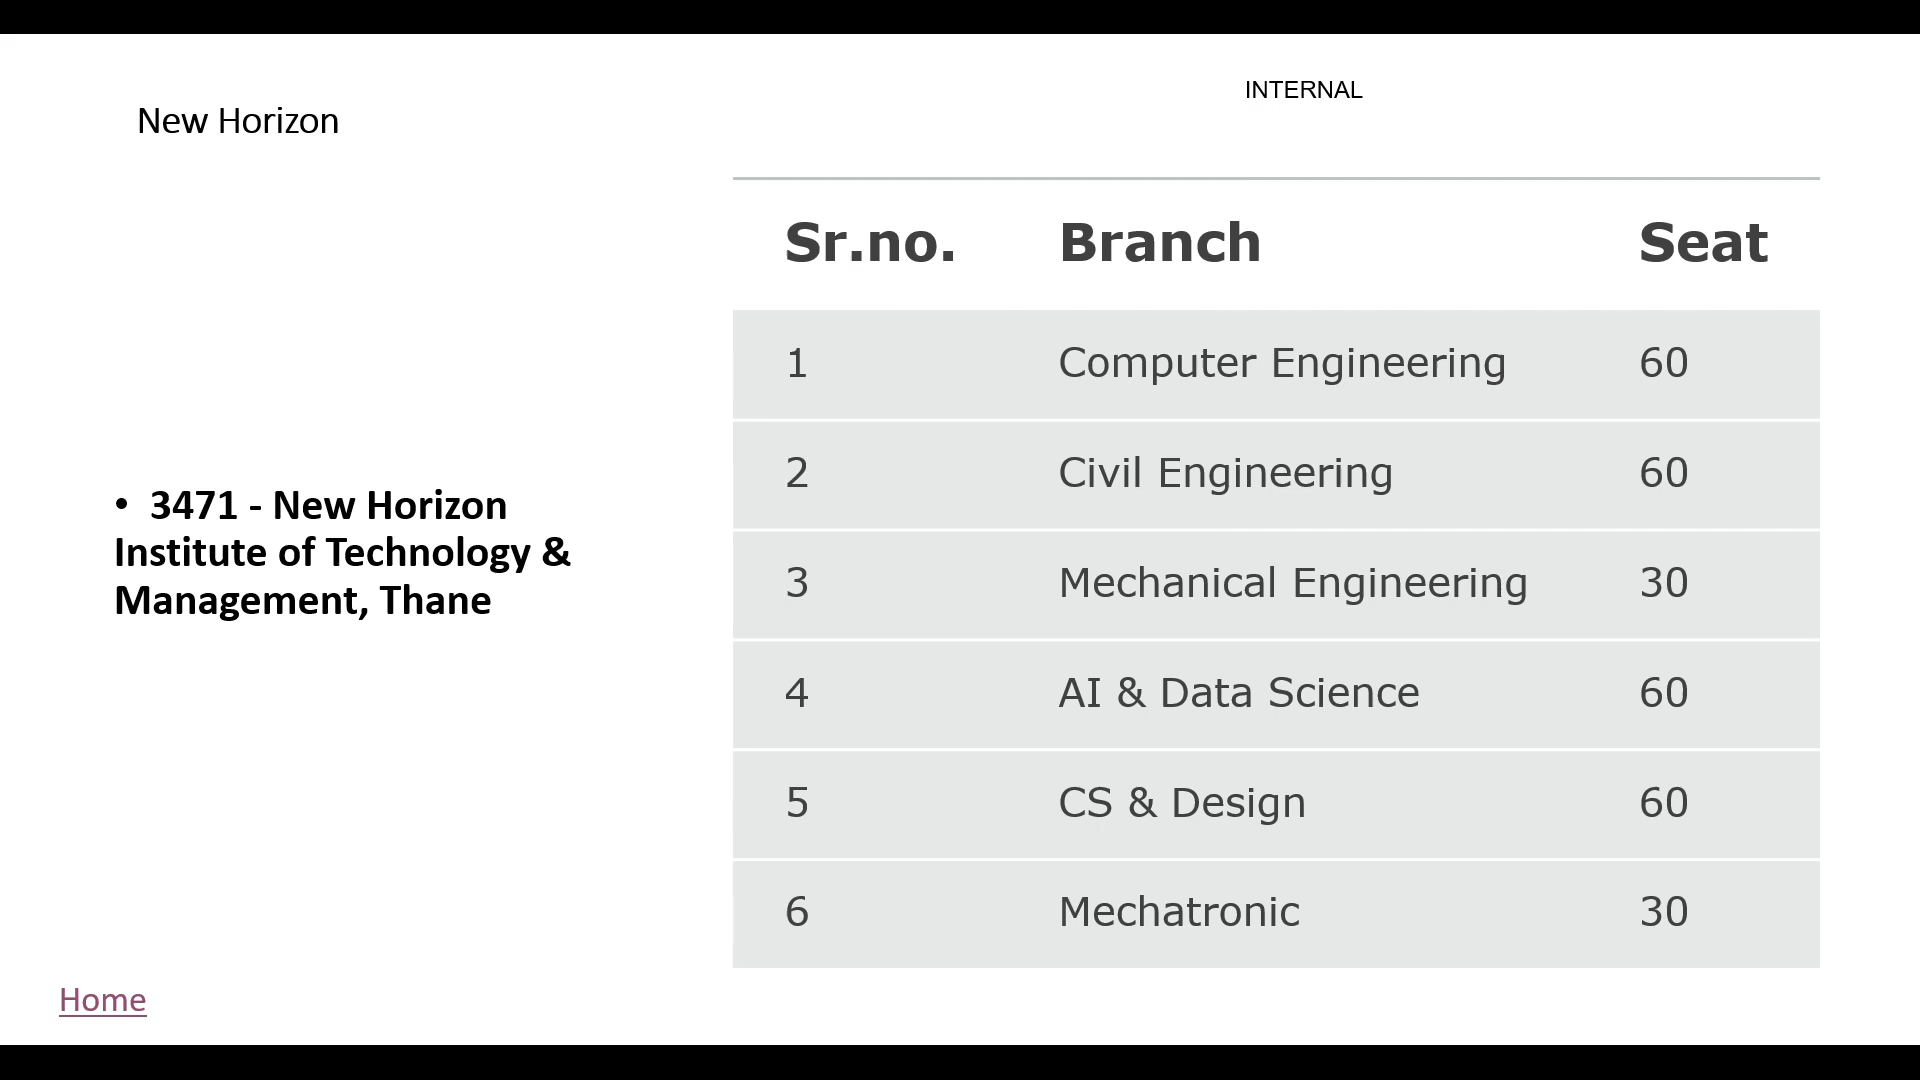 New Horizon
INTERNAL
• 3471 - New Horizon
Institute of Technology &
Management, Thane
Sr.no. Branch Seat
1 Computer Engineering 60
2 Civil Engineering 60
3 Mechanical Engineering 30
4 AI & Data Science 60
5 CS & Design 60
6 Mechatronic 30
Home